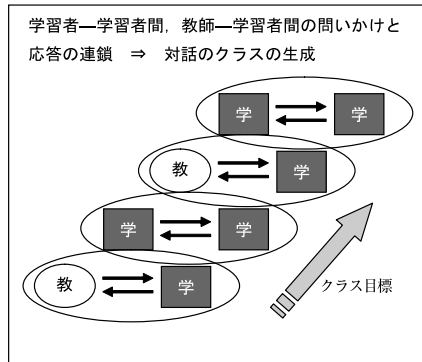 学習者―学習者間，教師―学習者間の問いかけと
応答の連鎖　⇒　対話のクラスの生成
学 学
教 学
学 学
教 学
クラス目標